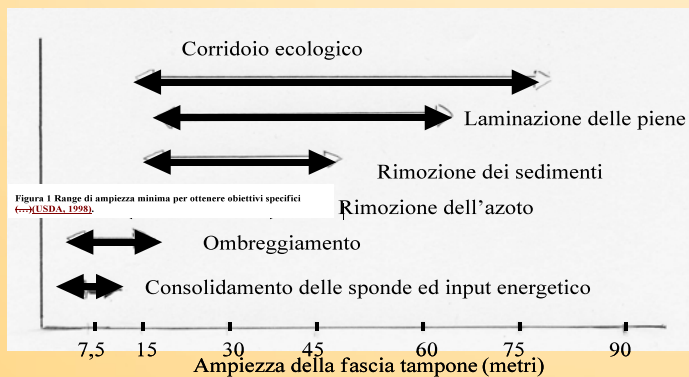 Corridoio ecologico
Laminazione delle piene
Rimozione dei sedimenti
Figura 1 Range di ampiezza minima per ottenere obiettivi specifici
(…)(USDA, 1998).
Rimozione dell'azoto
Ombreggiamento
Consolidamento delle sponde ed input energetico
7,5 15 30 45 60 75 90
Ampiezza della fascia tampone (metri)